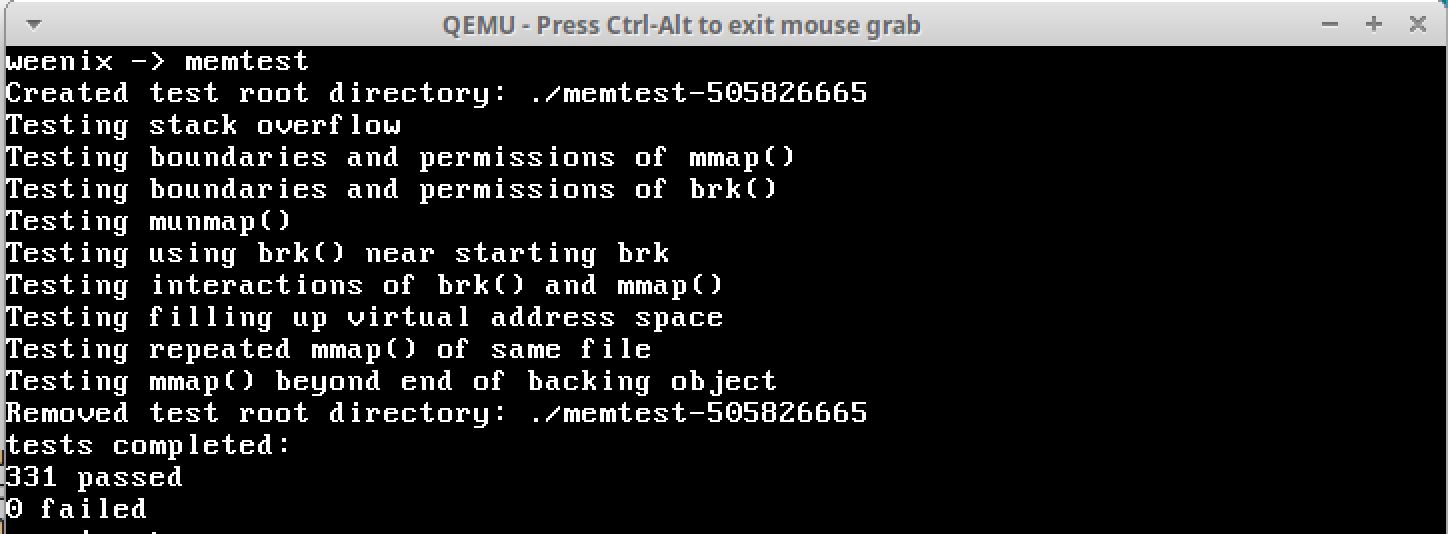 QEMU - Press Ctrl-Alt to exit mouse grab
weenix -> memtest
Created test root directory: ./memtest-505826665
Testing stack overflow
Testing boundaries and permissions of mmap()
Testing boundaries and permissions of brk()
Testing munmap()
Testing using brk() near starting brk
Testing interactions of brk() and mmap()
Testing filling up virtual address space
Testing repeated mmap() of same file
Testing mmap() beyond end of backing object
Removed test root directory: ./memtest-505826665
tests completed:
331 passed
0 failed